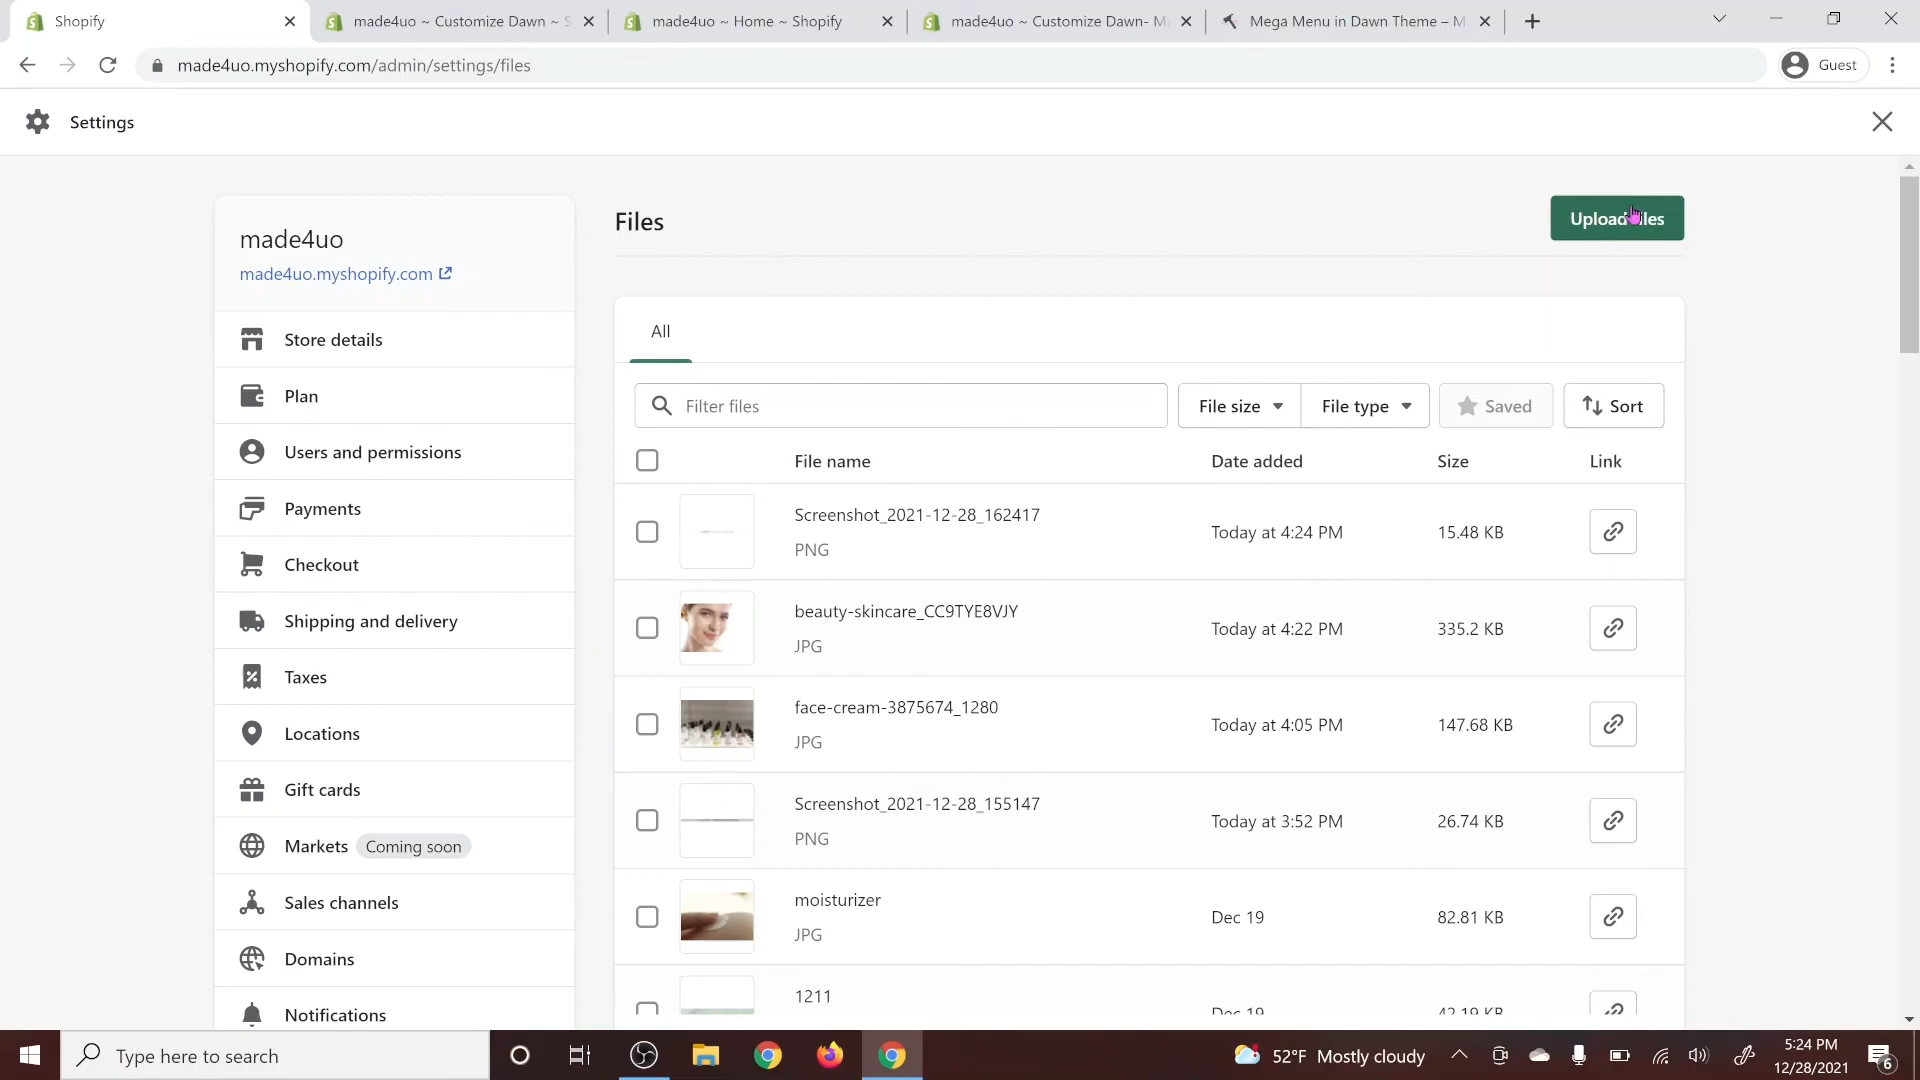 Shopify
made4uo ~ Customize Dawn ~ S
made4uo ~ Home ~ Shopify
made4uo ~ Customize Dawn- M
Mega Menu in Dawn Theme – M
made4uo.myshopify.com/admin/settings/files
Guest
Settings
made4uo
made4uo.myshopify.com
Store details
Plan
Users and permissions
Payments
Checkout
Shipping and delivery
Taxes
Locations
Gift cards
Markets Coming soon
Sales channels
Domains
Notifications
Files
Upload files
All
Filter files
File size
File type
Saved
Sort
File name Date added Size Link
Screenshot_2021-12-28_162417
PNG
Today at 4:24 PM 15.48 KB
beauty-skincare_CC9TYE8VJY
JPG
Today at 4:22 PM 335.2 KB
face-cream-3875674_1280
JPG
Today at 4:05 PM 147.68 KB
Screenshot_2021-12-28_155147
PNG
Today at 3:52 PM 26.74 KB
moisturizer
JPG
Dec 19 82.81 KB
1211
Dec 19 42.19 KB
Type here to search
52°F Mostly cloudy
5:24 PM
12/28/2021
6